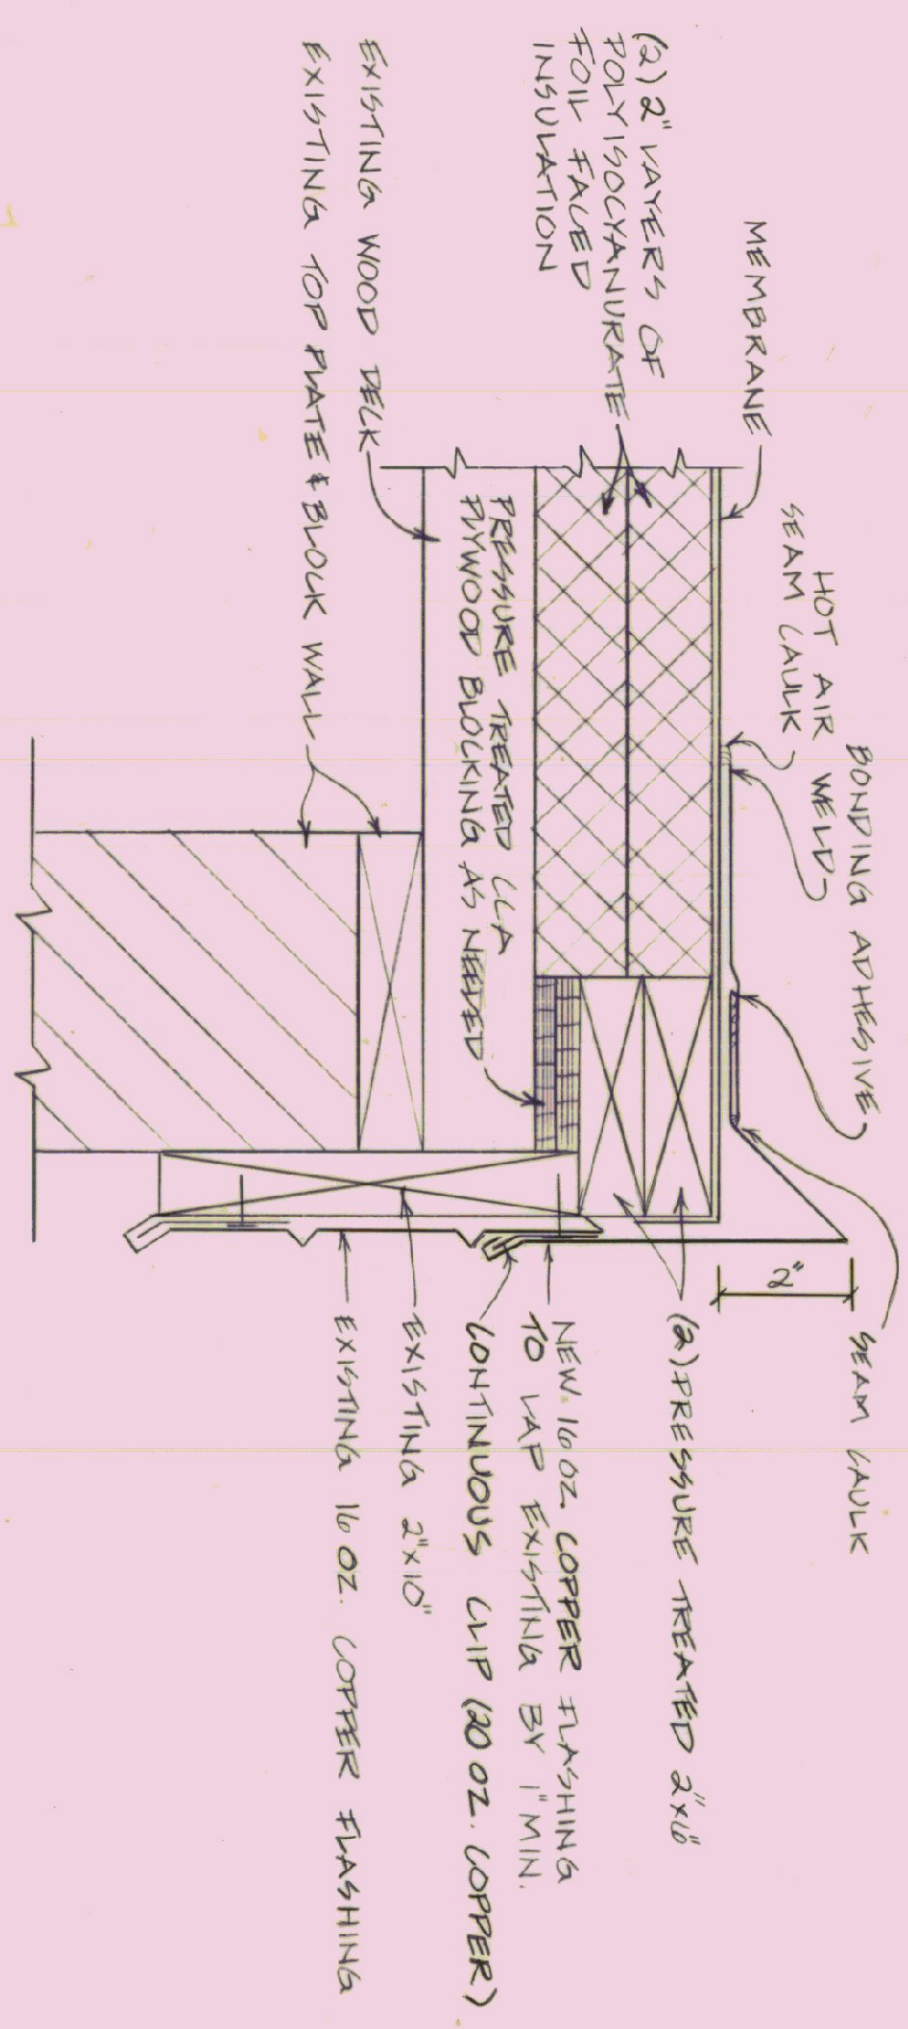 BONDING ADHESIVE
HOT AIR WELD
SEAM CAULK
MEMBRANE
(2) 2" LAYERS OF
POLYISOCYANURATE
FOIL FACED
INSULATION
PRESSURE TREATED CCA
PLYWOOD BLOCKING AS NEEDED
EXISTING WOOD DECK
EXISTING TOP PLATE & BLOCK WALL
SEAM CAULK
2"
(2) PRESSURE TREATED 2"x6"
NEW 16 OZ. COPPER FLASHING
TO LAP EXISTING BY 1" MIN.
CONTINUOUS CLIP (20 OZ. COPPER)
EXISTING 2"x10"
EXISTING 16 OZ. COPPER FLASHING